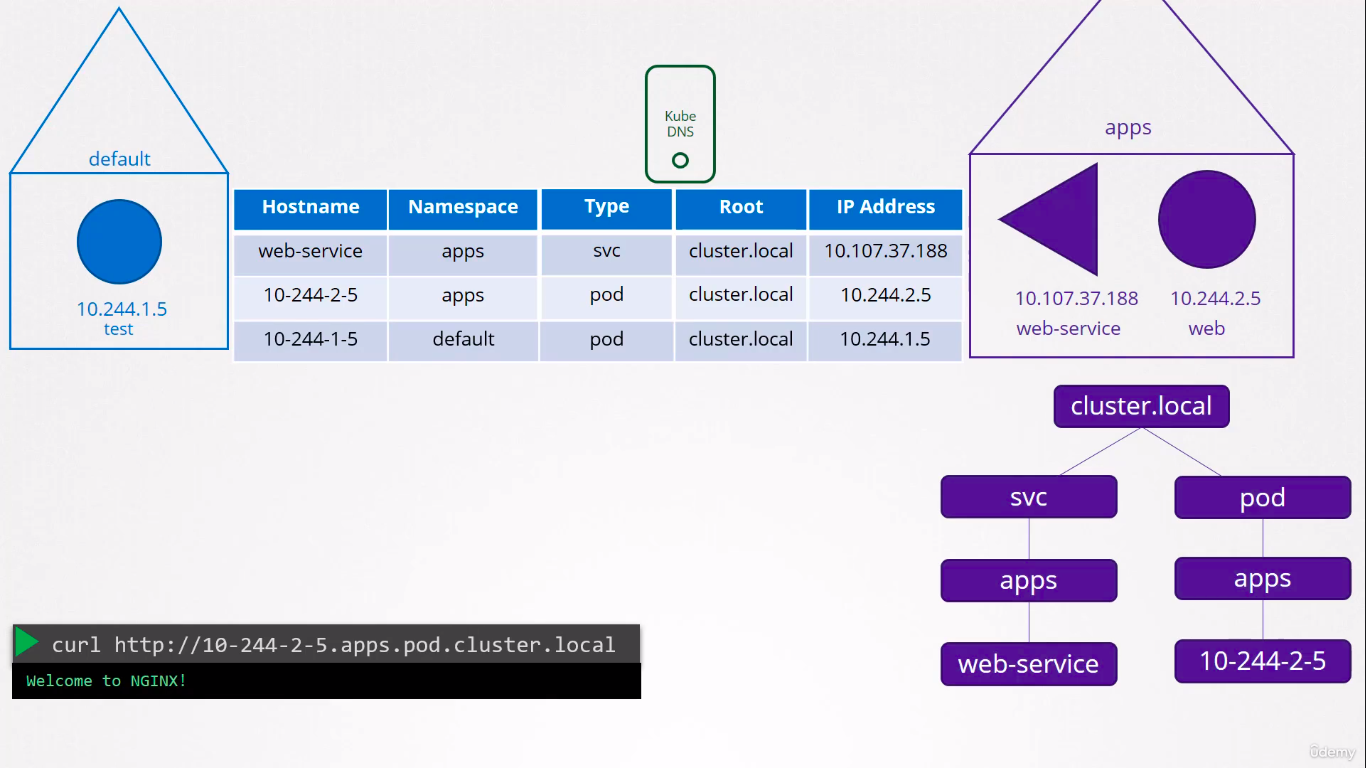 Kube
DNS
apps
default
Hostname Namespace Type Root IP Address
web-service apps svc cluster.local 10.107.37.188
10-244-2-5 apps pod cluster.local 10.244.2.5
10-244-1-5 default pod cluster.local 10.244.1.5
10.244.1.5
test
10.107.37.188 10.244.2.5
web-service web
cluster.local
svc pod
apps apps
web-service 10-244-2-5
curl http://10-244-2-5.apps.pod.cluster.local
Welcome to NGINX!
ûdemy